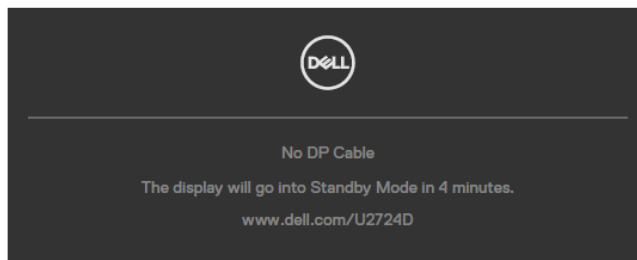 DELL
No DP Cable
The display will go into Standby Mode in 4 minutes.
www.dell.com/U2724D